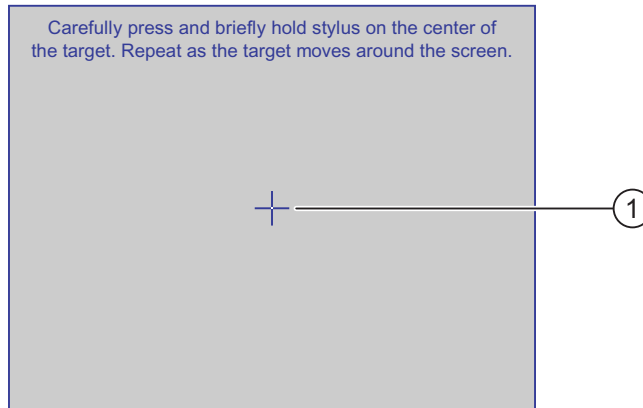 Carefully press and briefly hold stylus on the center of
the target. Repeat as the target moves around the screen.
1